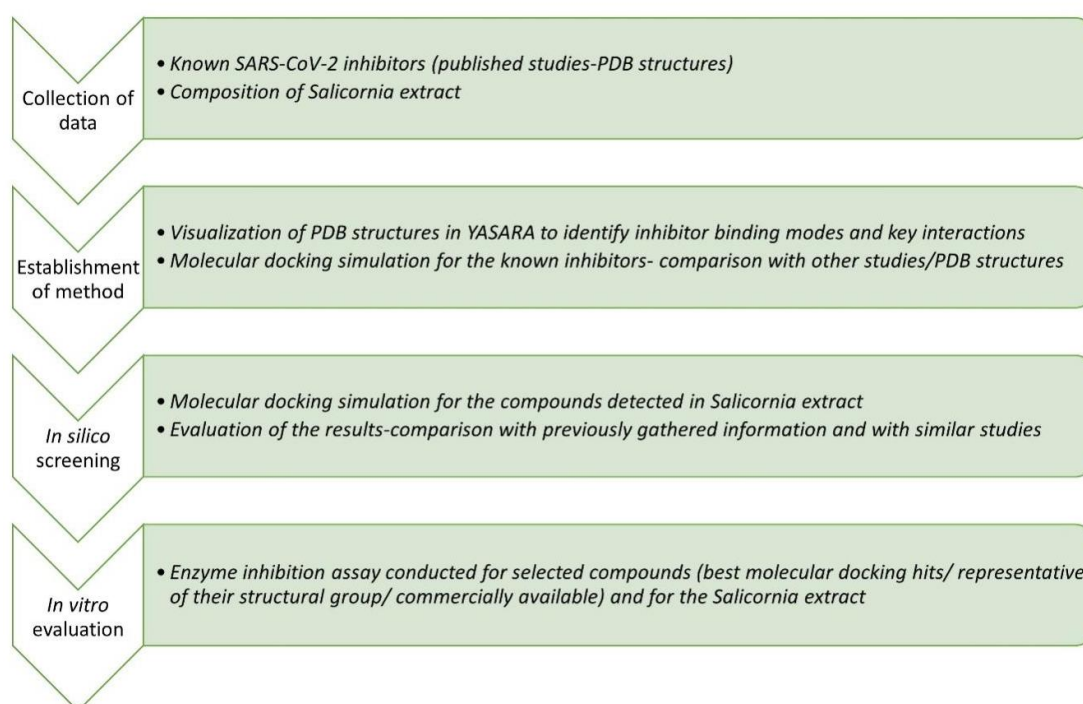 Collection of
data
• Known SARS-CoV-2 inhibitors (published studies-PDB structures)
• Composition of Salicornia extract
Establishment
of method
• Visualization of PDB structures in YASARA to identify inhibitor binding modes and key interactions
• Molecular docking simulation for the known inhibitors- comparison with other studies/PDB structures
In silico
screening
• Molecular docking simulation for the compounds detected in Salicornia extract
• Evaluation of the results-comparison with previously gathered information and with similar studies
In vitro
evaluation
• Enzyme inhibition assay conducted for selected compounds (best molecular docking hits/ representative
of their structural group/ commercially available) and for the Salicornia extract